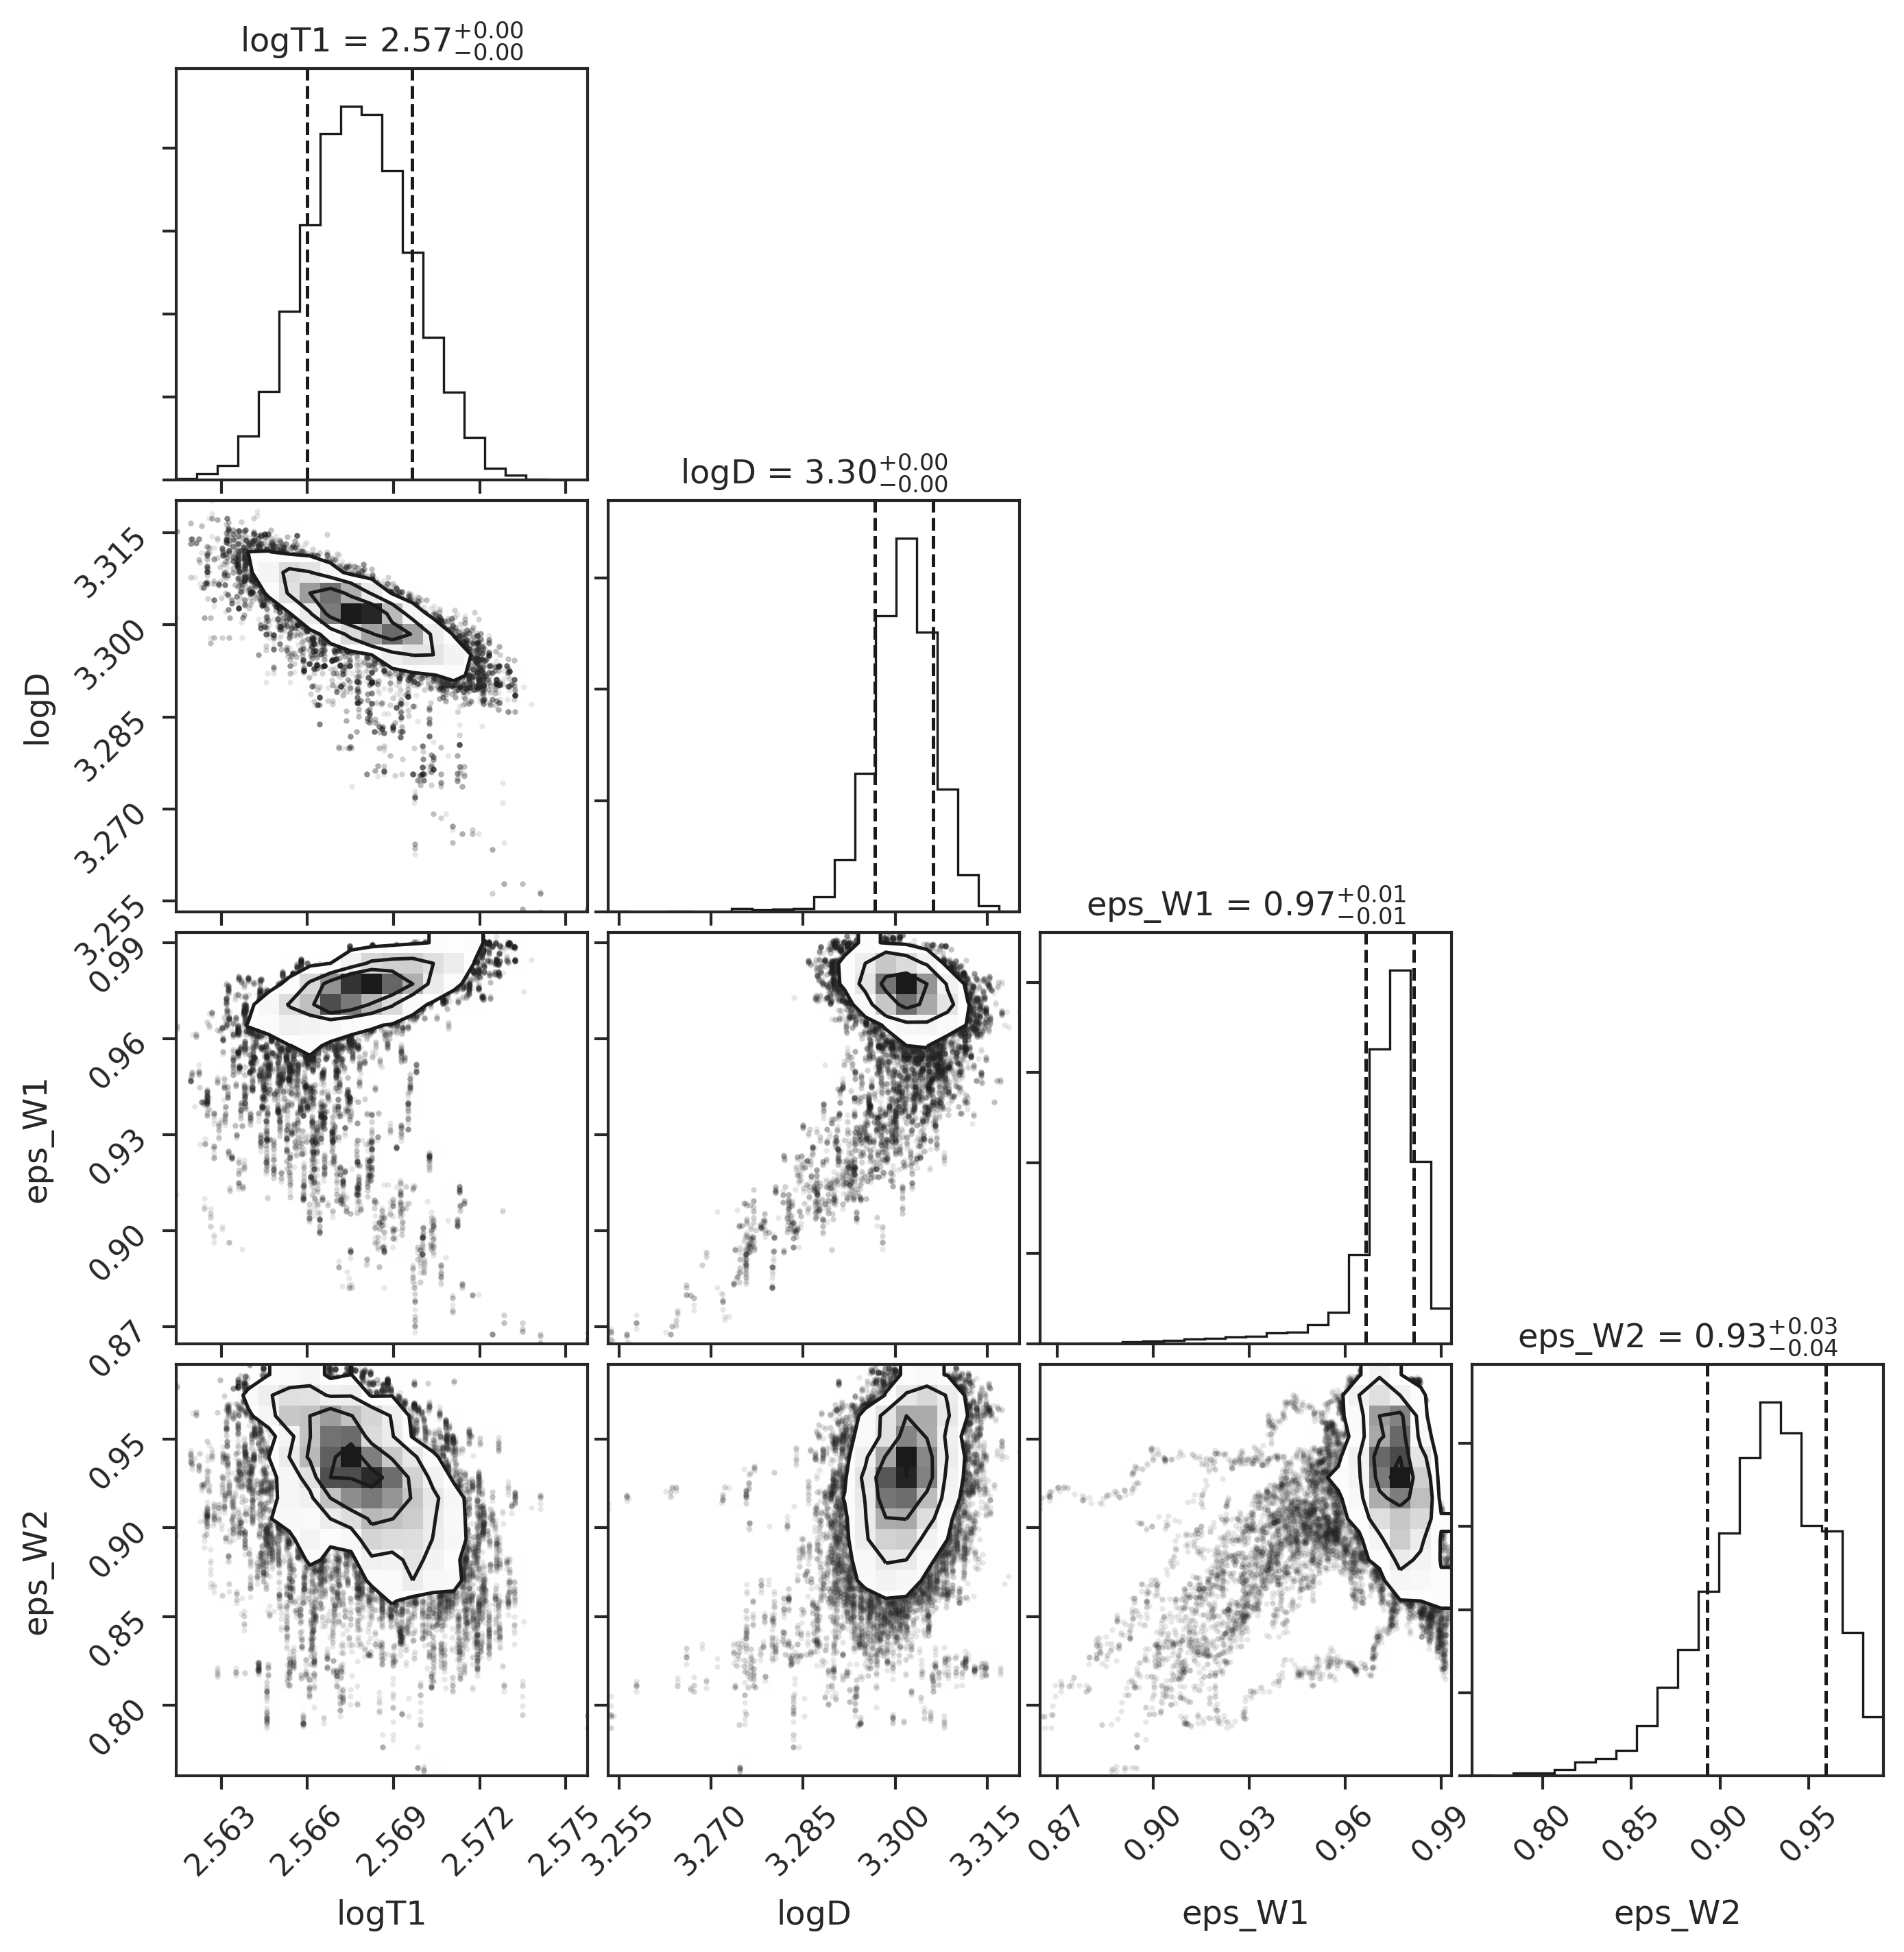 logT1 = 2.57+0.00−0.00
logD = 3.30+0.00−0.00
3.315
3.300
3.285
3.270
3.255
logD
eps_W1 = 0.97+0.01−0.01
0.99
0.96
0.93
0.90
0.87
eps_W1
eps_W2 = 0.93+0.03−0.04
0.95
0.90
0.85
0.80
eps_W2
2.563 2.566 2.569 2.572 2.575
3.255 3.270 3.285 3.300 3.315
0.87 0.90 0.93 0.96 0.99
0.80 0.85 0.90 0.95
logT1
logD
eps_W1
eps_W2